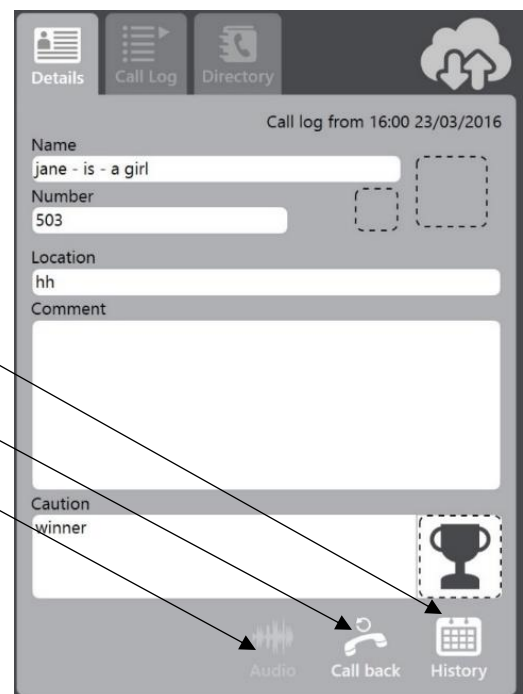 Details Call Log Directory
Call log from 16:00 23/03/2016
Name
jane - is - a girl
Number
503
Location
hh
Comment
Caution
winner
Audio Call back History